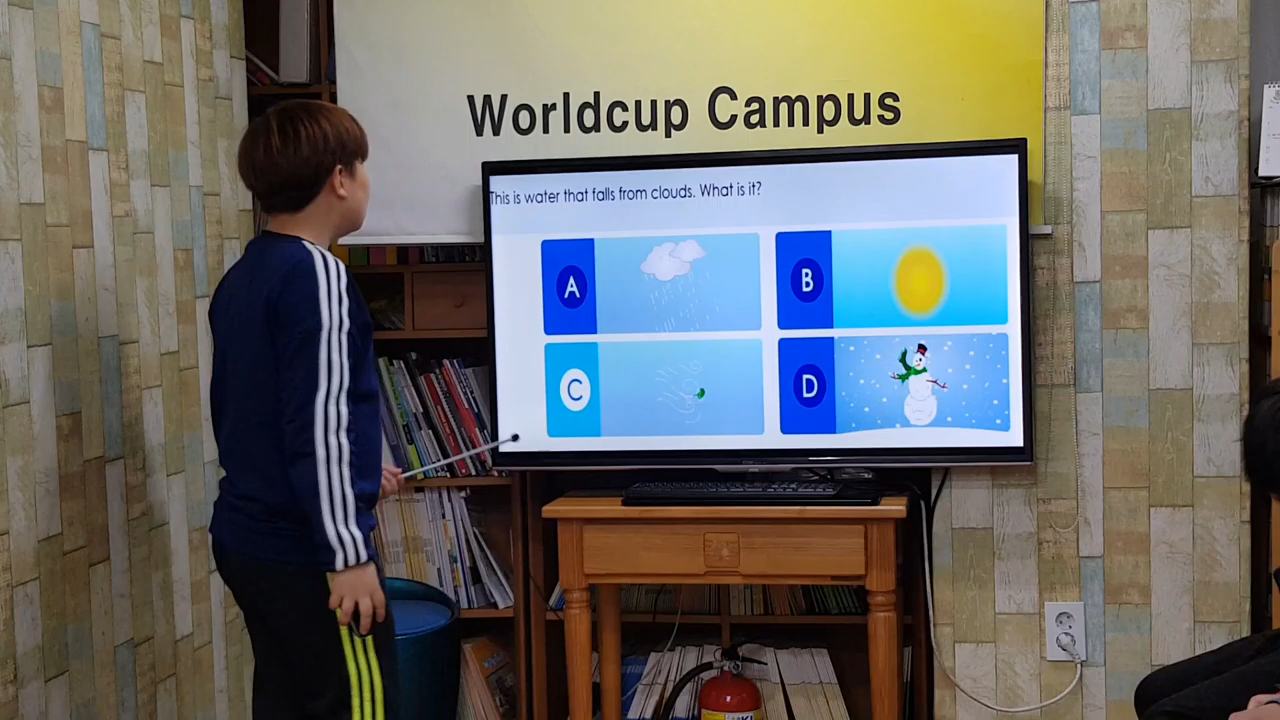 Worldcup Campus
This is water that falls from clouds. What is it?
A
B
C
D